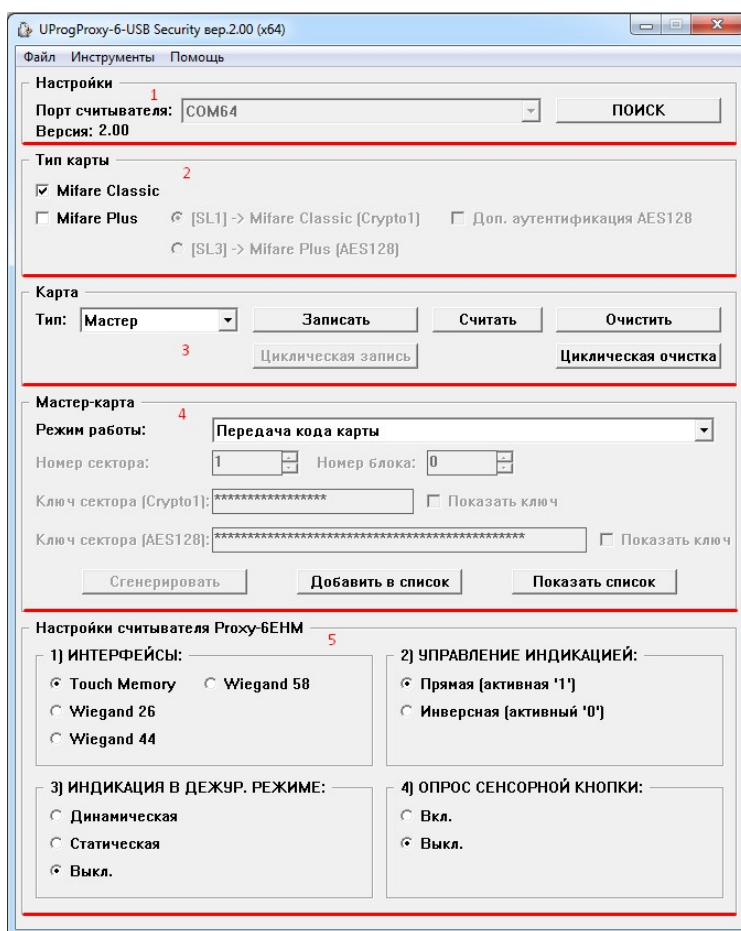 UProgProxy-6-USB Security вер.2.00 (x64)
Файл Инструменты Помощь
Настройки
1
Порт считывателя: COM64 ПОИСК
Версия: 2.00
Тип карты
2
Mifare Classic
Mifare Plus [SL1] -> Mifare Classic (Crypto1) Доп. аутентификация AES128
[SL3] -> Mifare Plus (AES128)
Карта
Тип: Мастер Записать Считать Очистить
3 Циклическая запись Циклическая очистка
Мастер-карта
4
Режим работы: Передача кода карты
Номер сектора: 1 Номер блока: 0
Ключ сектора (Crypto1): ***************** Показать ключ
Ключ сектора (AES128): *********************************************** Показать ключ
Сгенерировать Добавить в список Показать список
Настройки считывателя Proxy-6EHM
5
1) ИНТЕРФЕЙСЫ: 2) УПРАВЛЕНИЕ ИНДИКАЦИЕЙ:
Touch Memory Wiegand 58 Прямая (активная '1')
Wiegand 26 Инверсная (активный '0')
Wiegand 44
3) ИНДИКАЦИЯ В ДЕЖУР. РЕЖИМЕ: 4) ОПРОС СЕНСОРНОЙ КНОПКИ:
Динамическая Вкл.
Статическая Выкл.
Выкл.